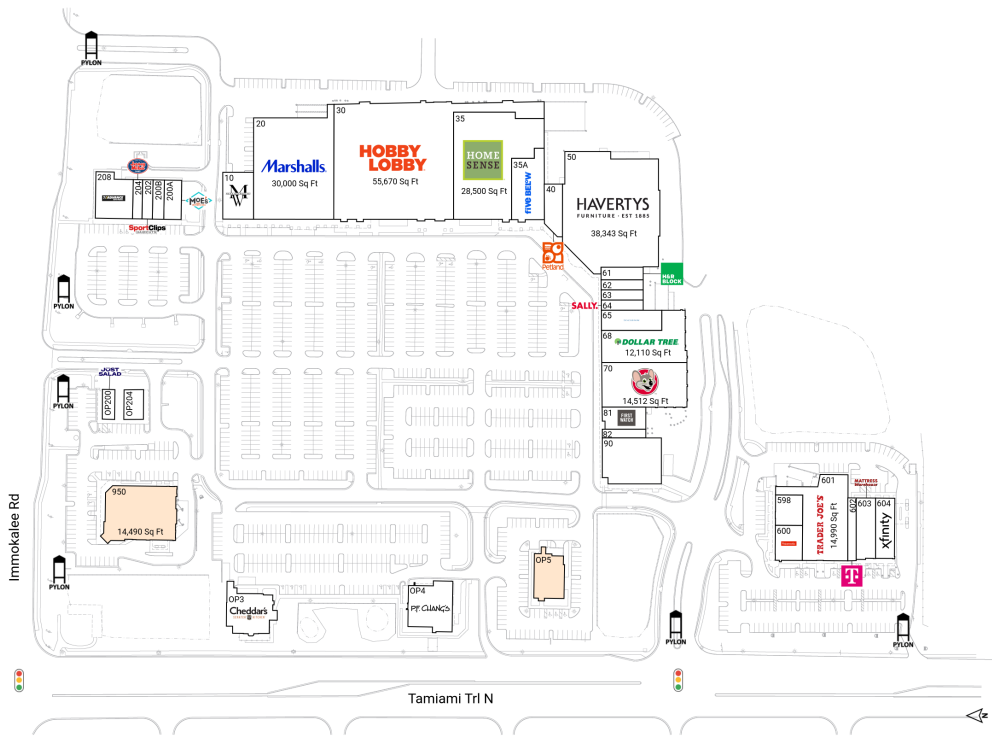 PYLON
20
Marshalls
30,000 Sq Ft
30
HOBBY
LOBBY
55,670 Sq Ft
35
HOME
SENSE
28,500 Sq Ft
35A
five BEL°W
10
MW
40
50
HAVERTYS
FURNITURE · EST 1885
38,343 Sq Ft
208
204
202
200B
200A
MOE's
SportClips
HAIRCUTS
Petland
61
62
63
64
65
H&R
BLOCK
SALLY
68
DOLLAR TREE
12,110 Sq Ft
70
14,512 Sq Ft
81
FIRST
WATCH
82
90
PYLON
JUST
SALAD
OP200
OP204
PYLON
950
14,490 Sq Ft
PYLON
Immokalee Rd
OP3
Cheddar's
OP4
P.F. CHANG'S
OP5
598
600
601
TRADER JOE'S
14,990 Sq Ft
602
603
604
MATTRESS
Warehouse
xfinity
T
PYLON
PYLON
Tamiami Trl N
N